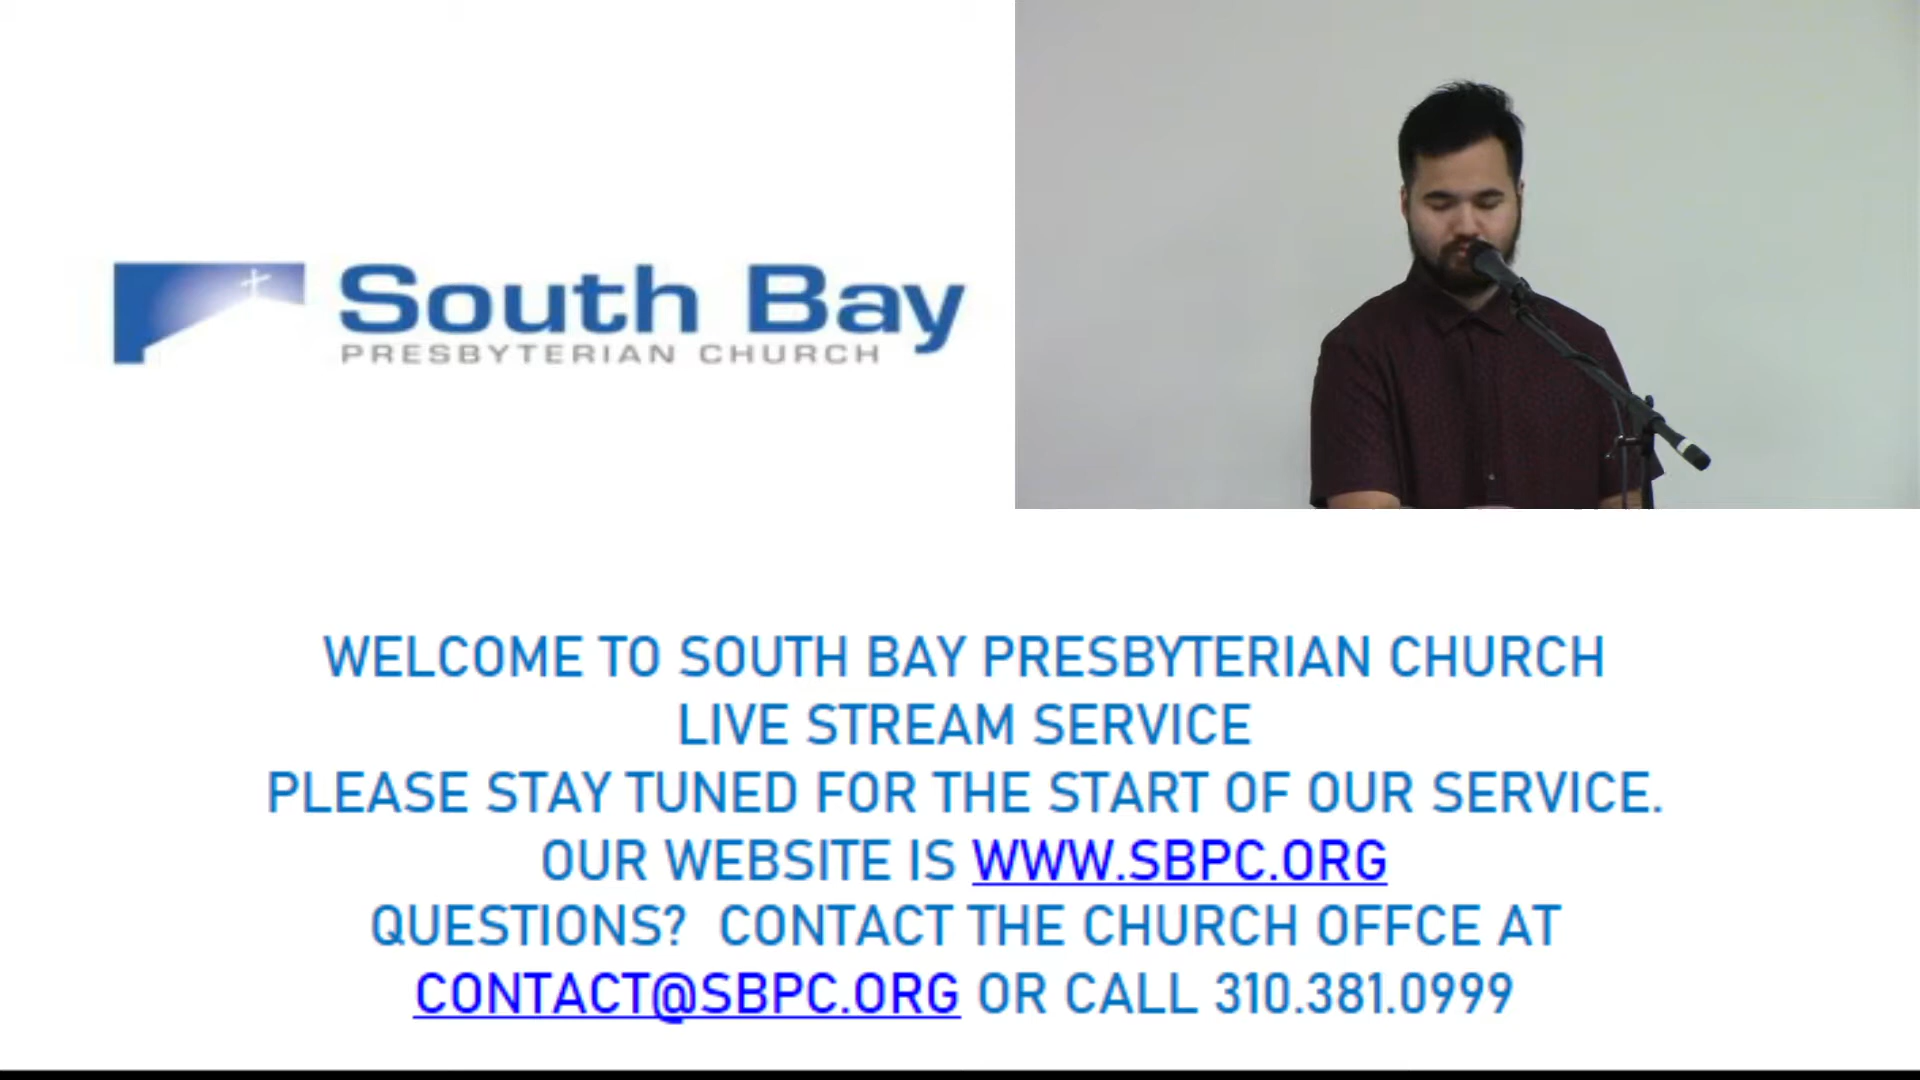 South Bay
PRESBYTERIAN CHURCH
WELCOME TO SOUTH BAY PRESBYTERIAN CHURCH
LIVE STREAM SERVICE
PLEASE STAY TUNED FOR THE START OF OUR SERVICE.
OUR WEBSITE IS WWW.SBPC.ORG
QUESTIONS?  CONTACT THE CHURCH OFFCE AT
CONTACT@SBPC.ORG OR CALL 310.381.0999